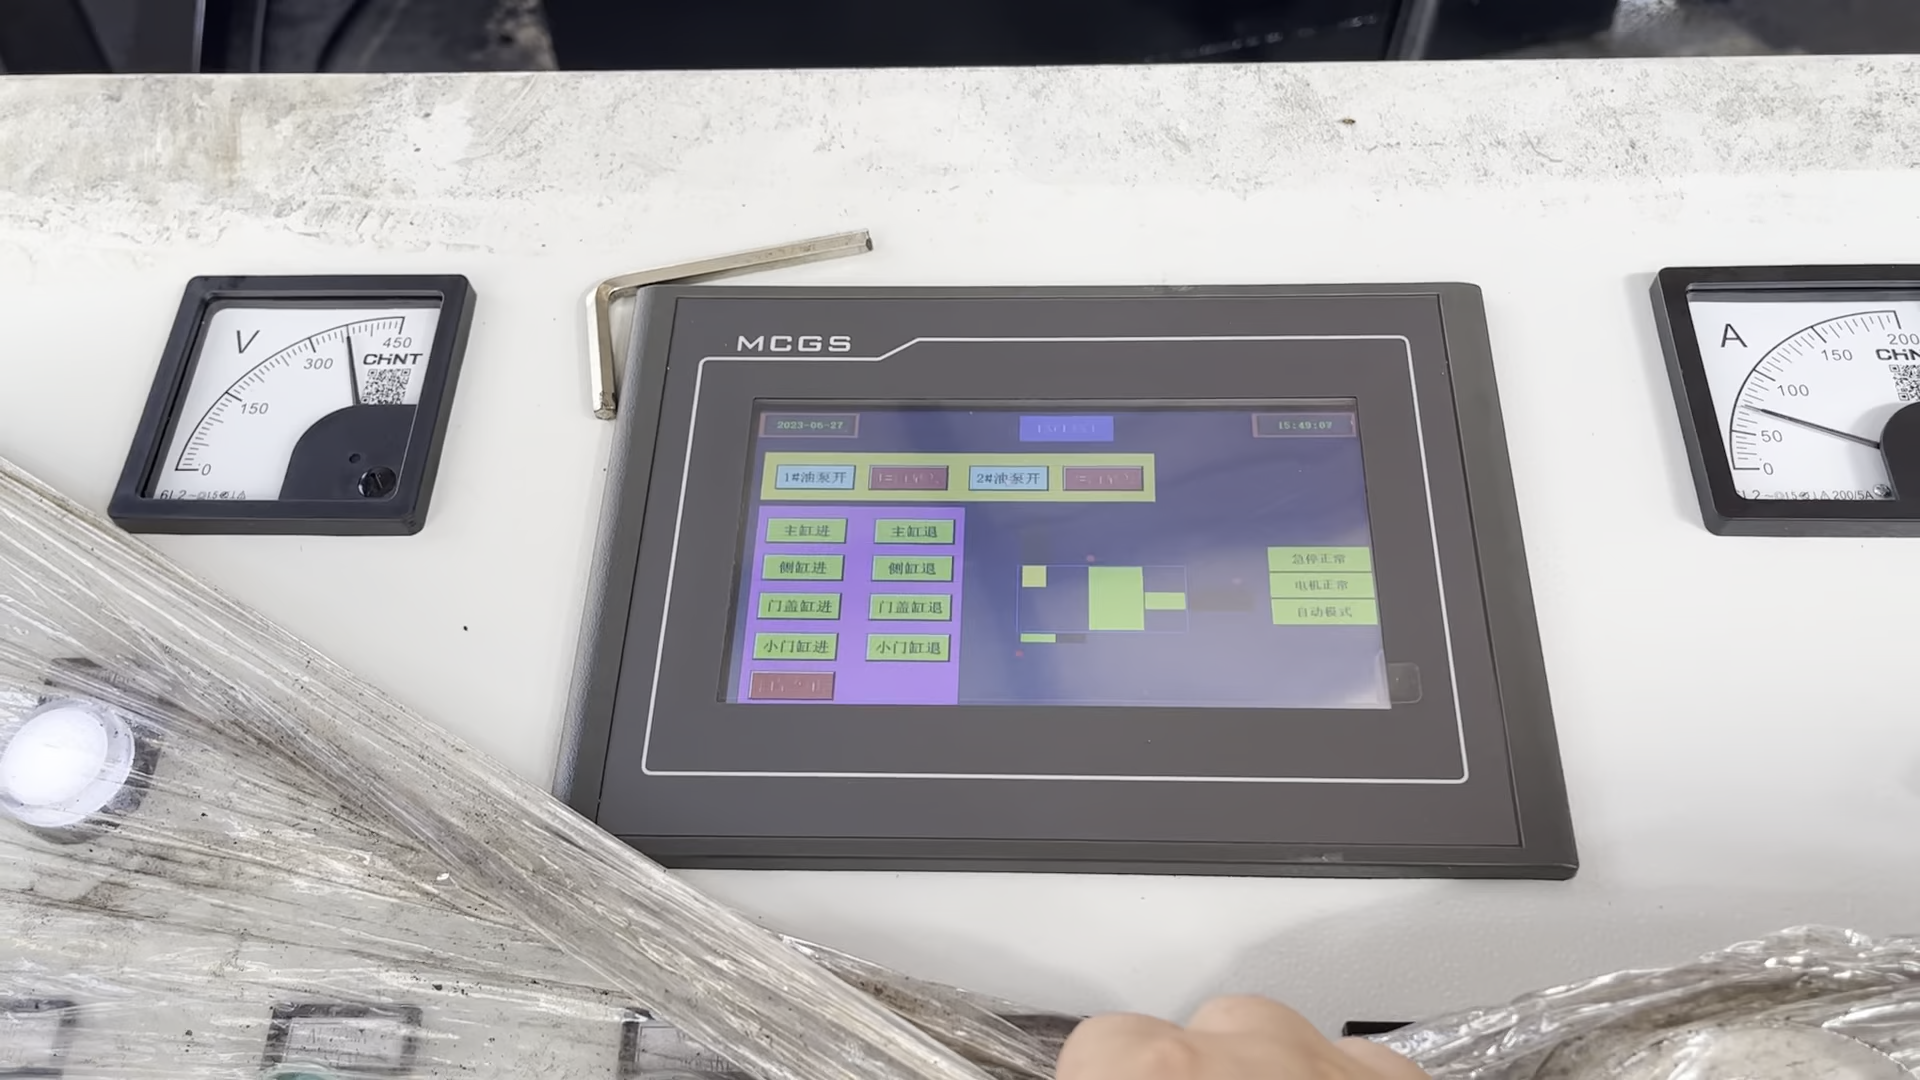 V
450
300
CHINT
150
0
MCGS
2023-06-27
15:49:07
1#油泵开
2#油泵开
主缸进
主缸退
侧缸进
侧缸退
门盖缸进
门盖缸退
小门缸进
小门缸退
急停正常
电机正常
自动模式
A
200
150
100
50
0
200/5A